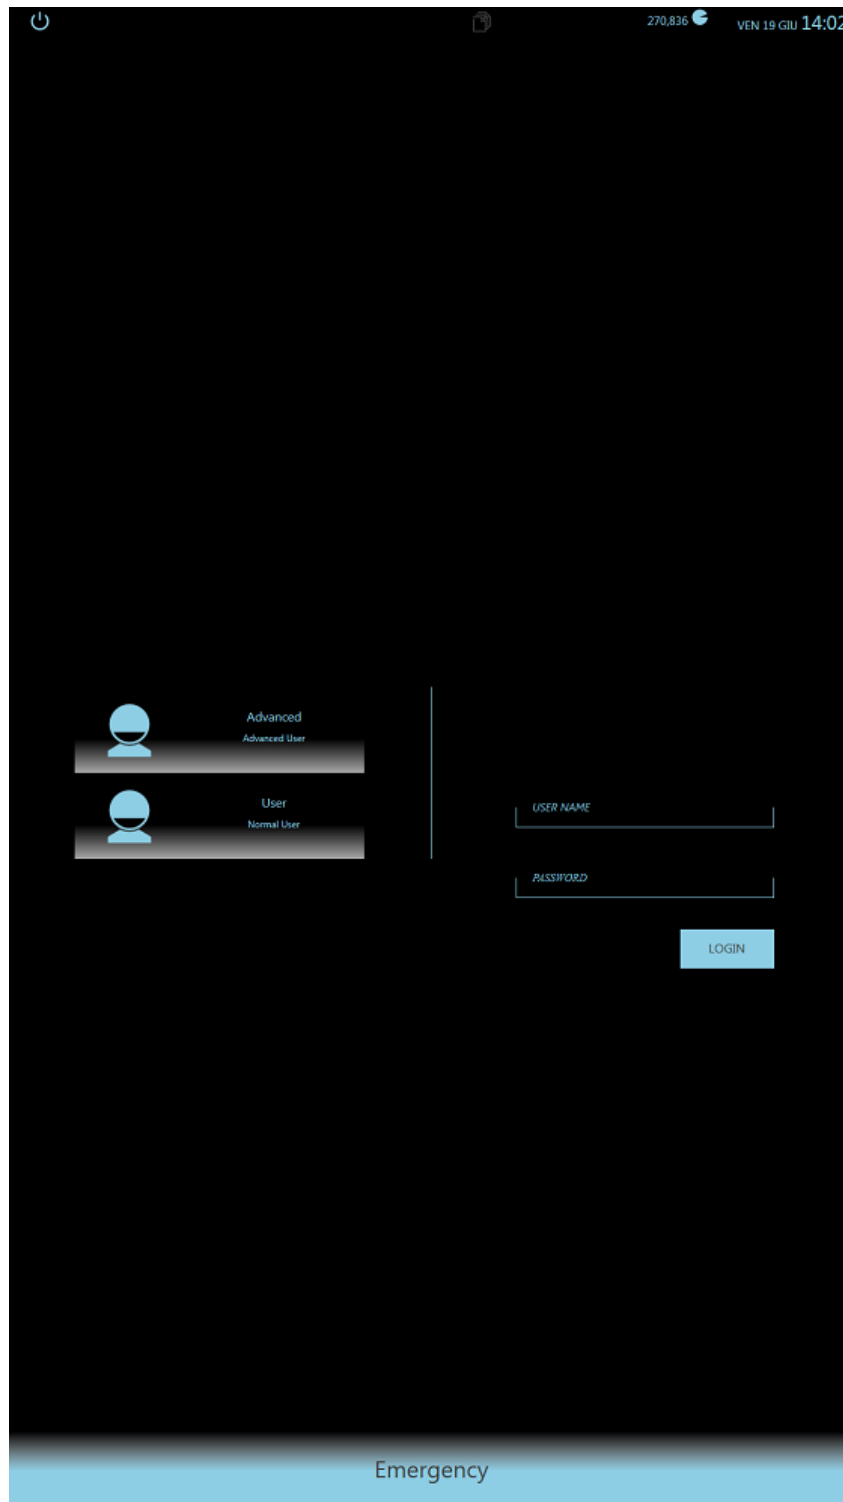 270,836
VEN 19 GIU 14:02
Advanced
Advanced User
User
Normal User
USER NAME
PASSWORD
LOGIN
Emergency